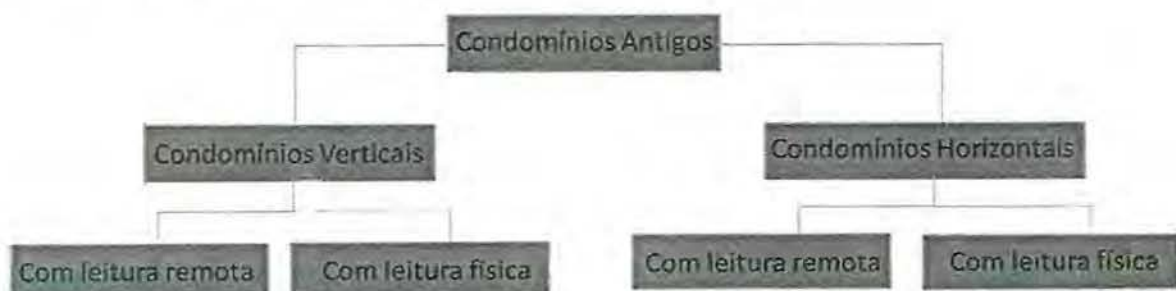 Condomínios Antigos
Condomínios Verticais
Condomínios Horizontais
Com leitura remota
Com leitura física
Com leitura remota
Com leitura física